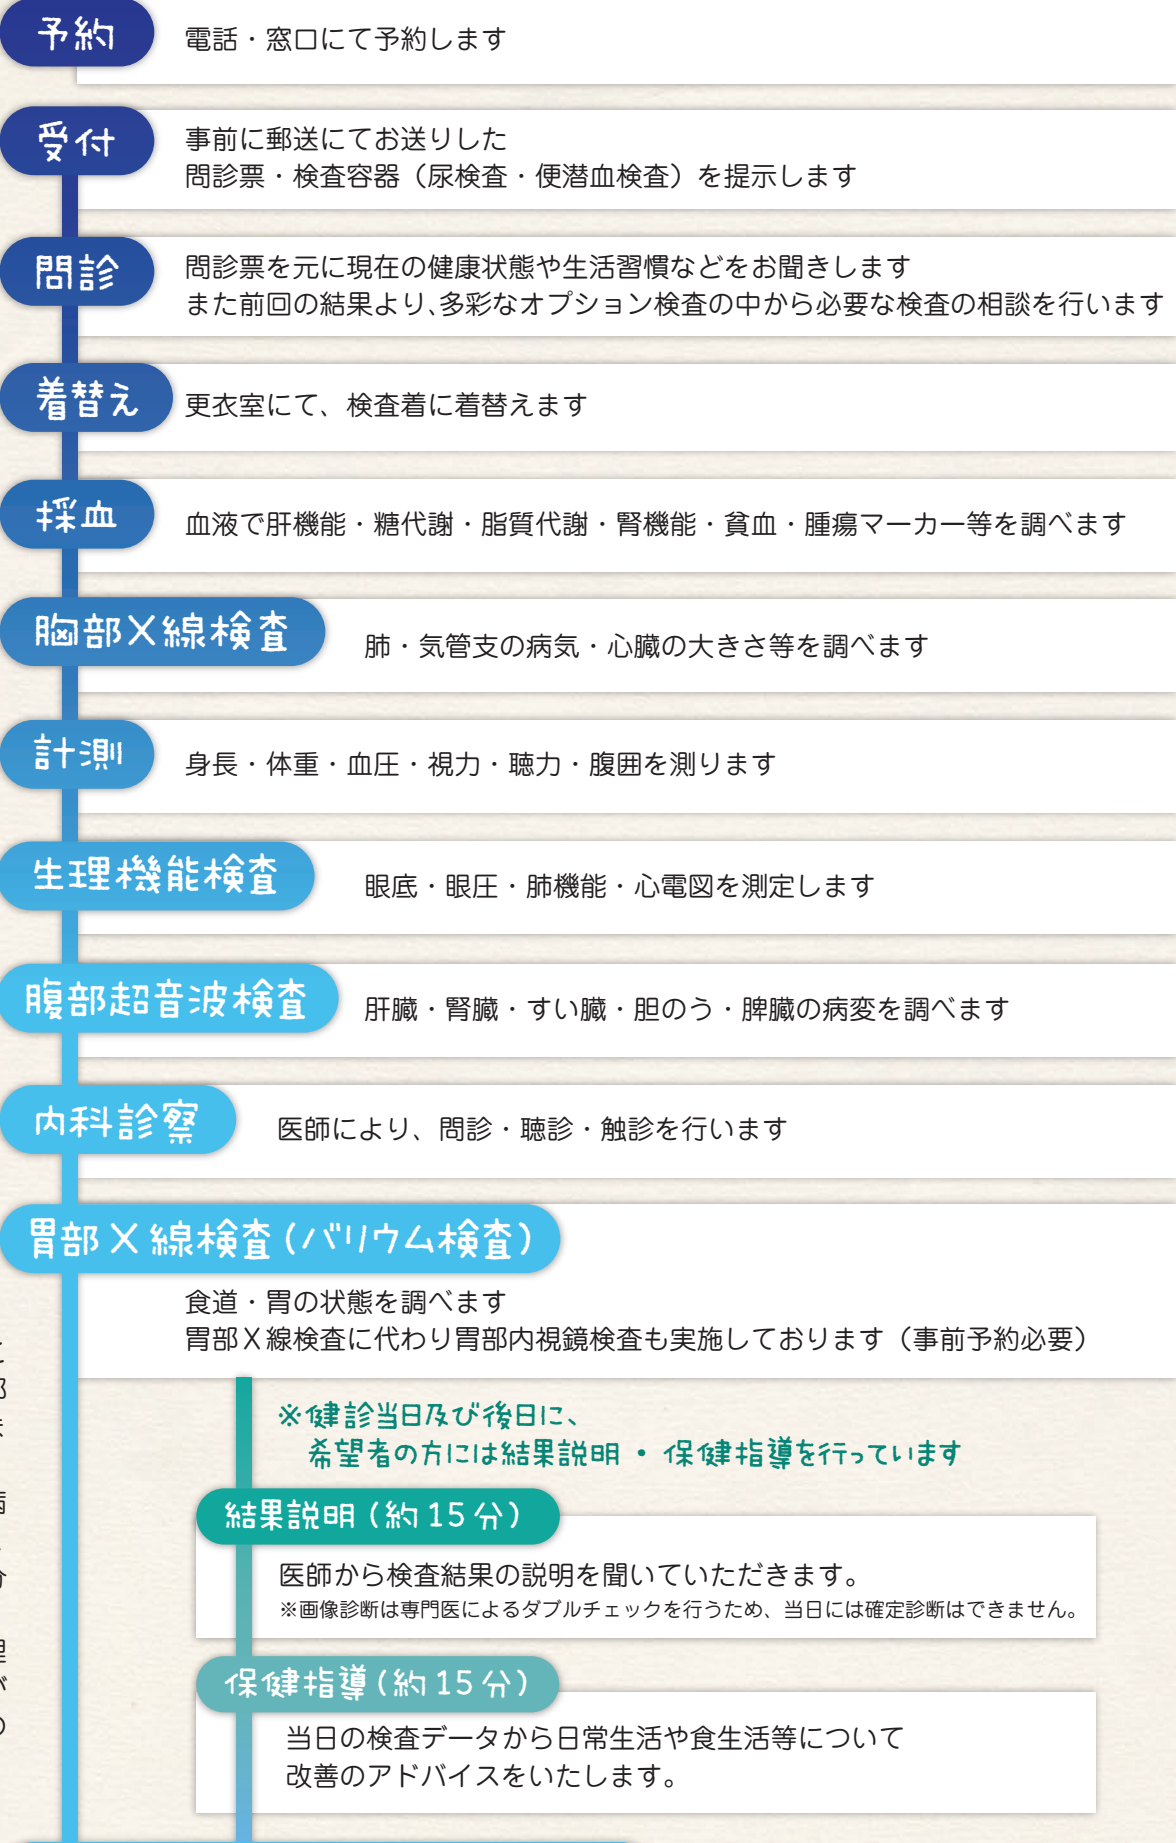 予約
電話・窓口にて予約します
受付
事前に郵送にてお送りした
問診票・検査容器（尿検査・便潜血検査）を提示します
問診
問診票を元に現在の健康状態や生活習慣などをお聞きします
また前回の結果より、多彩なオプション検査の中から必要な検査の相談を行います
着替え
更衣室にて、検査着に着替えます
採血
血液で肝機能・糖代謝・脂質代謝・腎機能・貧血・腫瘍マーカー等を調べます
胸部X線検査
肺・気管支の病気・心臓の大きさ等を調べます
計測
身長・体重・血圧・視力・聴力・腹囲を測ります
生理機能検査
眼底・眼圧・肺機能・心電図を測定します
腹部超音波検査
肝臓・腎臓・すい臓・胆のう・脾臓の病変を調べます
内科診察
医師により、問診・聴診・触診を行います
胃部X線検査(バリウム検査)
食道・胃の状態を調べます
胃部X線検査に代わり胃部内視鏡検査も実施しております（事前予約必要）
※健診当日及び後日に、
希望者の方には結果説明・保健指導を行っています
結果説明(約15分)
医師から検査結果の説明を聞いていただきます。
※画像診断は専門医によるダブルチェックを行うため、当日には確定診断はできません。
保健指導(約15分)
当日の検査データから日常生活や食生活等について
改善のアドバイスをいたします。